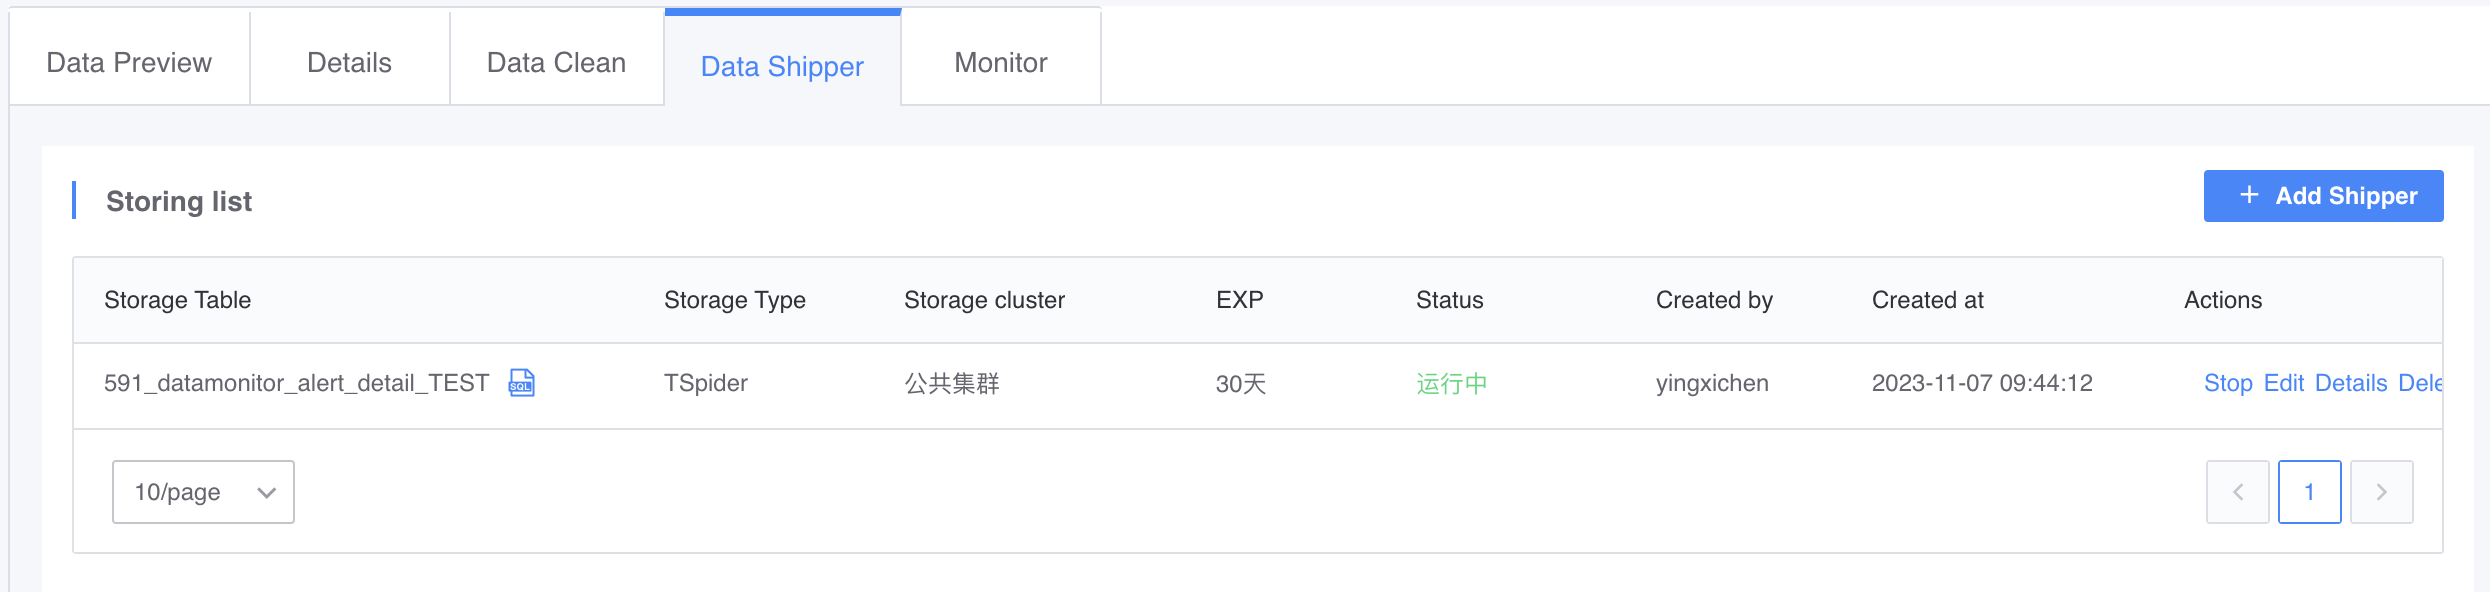 Data Preview Details Data Clean Data Shipper Monitor
Storing list
+ Add Shipper
Storage Table Storage Type Storage cluster EXP Status Created by Created at Actions
591_datamonitor_alert_detail_TEST SQL TSpider 公共集群 30天 运行中 yingxichen 2023-11-07 09:44:12 Stop Edit Details Dele
10/page 1